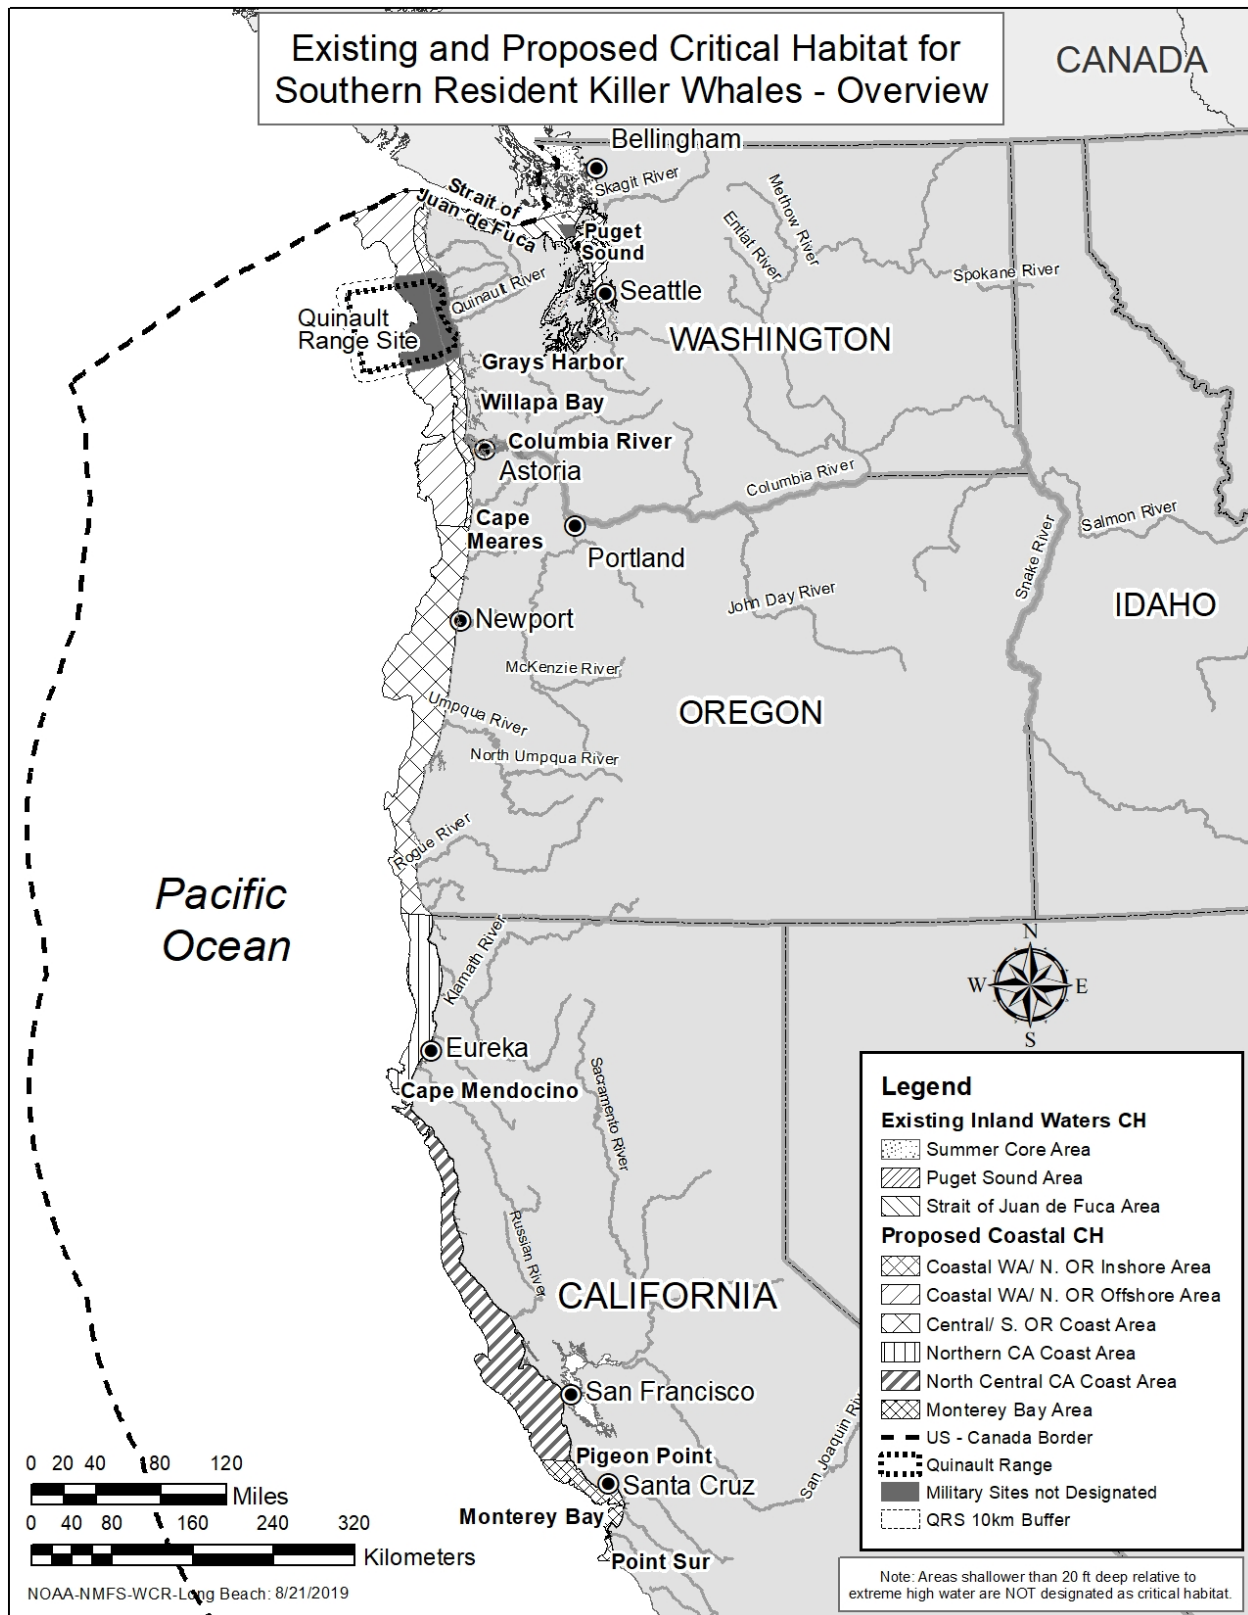 Existing and Proposed Critical Habitat for
Southern Resident Killer Whales - Overview
CANADA
Bellingham
Skagit River
Strait of
Juan de Fuca
Puget
Sound
Methow River
Entiat River
Spokane River
Quinault River
Seattle
Quinault
Range Site
WASHINGTON
Grays Harbor
Willapa Bay
Columbia River
Astoria
Columbia River
Cape
Meares
Portland
Salmon River
Snake River
John Day River
IDAHO
Newport
McKenzie River
Umpqua River
OREGON
North Umpqua River
Rogue River
Pacific
Ocean
Klamath River
N
W
E
S
Eureka
Cape Mendocino
Sacramento River
Russian River
CALIFORNIA
San Francisco
San Joaquin Riv
Pigeon Point
Santa Cruz
Monterey Bay
Point Sur
Legend
Existing Inland Waters CH
Summer Core Area
Puget Sound Area
Strait of Juan de Fuca Area
Proposed Coastal CH
Coastal WA/ N. OR Inshore Area
Coastal WA/ N. OR Offshore Area
Central/ S. OR Coast Area
Northern CA Coast Area
North Central CA Coast Area
Monterey Bay Area
US - Canada Border
Quinault Range
Military Sites not Designated
QRS 10km Buffer
0 20 40 80 120
Miles
0 40 80 160 240 320
Kilometers
NOAA-NMFS-WCR-Long Beach: 8/21/2019
Note: Areas shallower than 20 ft deep relative to
extreme high water are NOT designated as critical habitat.